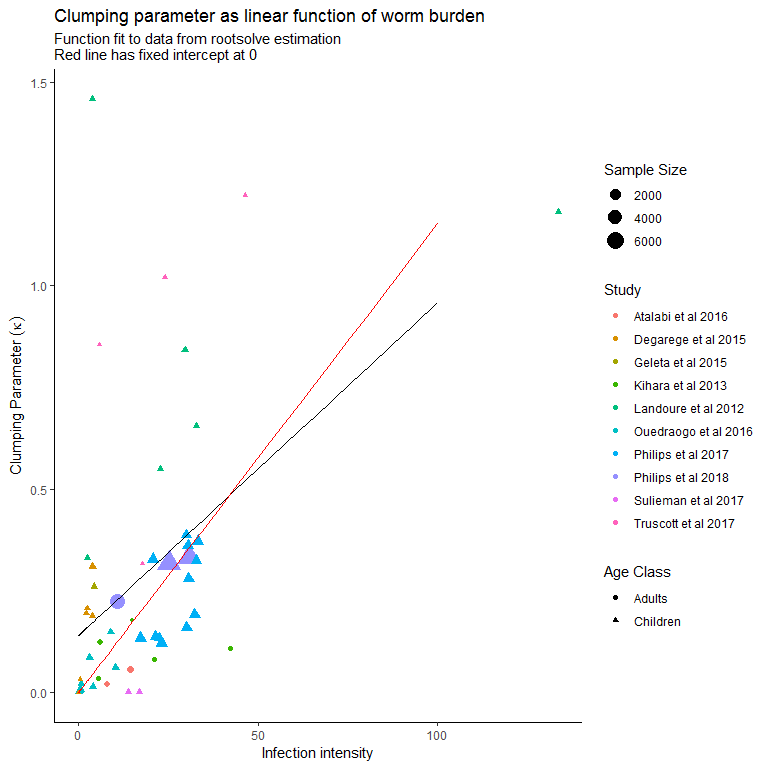 Clumping parameter as linear function of worm burden
Function fit to data from rootsolve estimation
Red line has fixed intercept at 0
Clumping Parameter (κ)
1.5
1.0
0.5
0.0
0
50
100
Infection intensity
Sample Size
2000
4000
6000
Study
Atalabi et al 2016
Degarege et al 2015
Geleta et al 2015
Kihara et al 2013
Landoure et al 2012
Ouedraogo et al 2016
Philips et al 2017
Philips et al 2018
Sulieman et al 2017
Truscott et al 2017
Age Class
Adults
Children